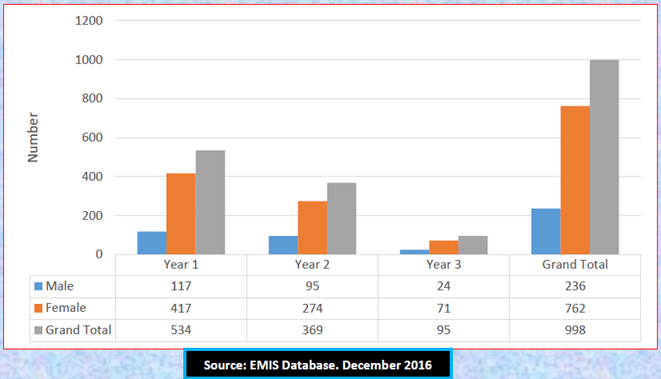 1200
1000
800
600
400
200
0
Number
Year 1 Year 2 Year 3 Grand Total
Male 117 95 24 236
Female 417 274 71 762
Grand Total 534 369 95 998
Source: EMIS Database. December 2016